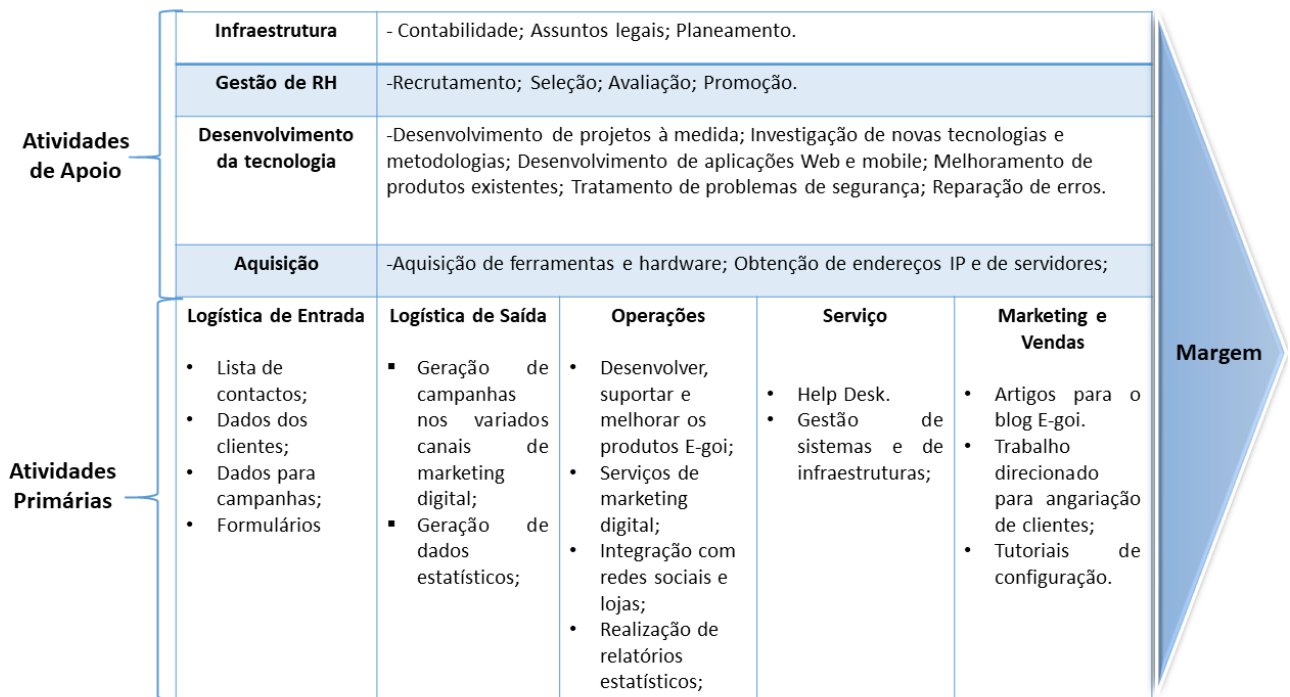 Atividades
de Apoio
Infraestrutura
- Contabilidade; Assuntos legais; Planeamento.
Gestão de RH
-Recrutamento; Seleção; Avaliação; Promoção.
Desenvolvimento
da tecnologia
-Desenvolvimento de projetos à medida; Investigação de novas tecnologias e
metodologias; Desenvolvimento de aplicações Web e mobile; Melhoramento de
produtos existentes; Tratamento de problemas de segurança; Reparação de erros.
Aquisição
-Aquisição de ferramentas e hardware; Obtenção de endereços IP e de servidores;
Atividades
Primárias
Logística de Entrada
• Lista de
contactos;
• Dados dos
clientes;
• Dados para
campanhas;
• Formulários
Logística de Saída
▪ Geração de
campanhas
nos variados
canais de
marketing
digital;
▪ Geração de
dados
estatísticos;
Operações
• Desenvolver,
suportar e
melhorar os
produtos E-goi;
• Serviços de
marketing
digital;
• Integração com
redes sociais e
lojas;
• Realização de
relatórios
estatísticos;
Serviço
• Help Desk.
• Gestão de
sistemas e de
infraestruturas;
Marketing e
Vendas
• Artigos para o
blog E-goi.
• Trabalho
direcionado
para angariação
de clientes;
• Tutoriais de
configuração.
Margem